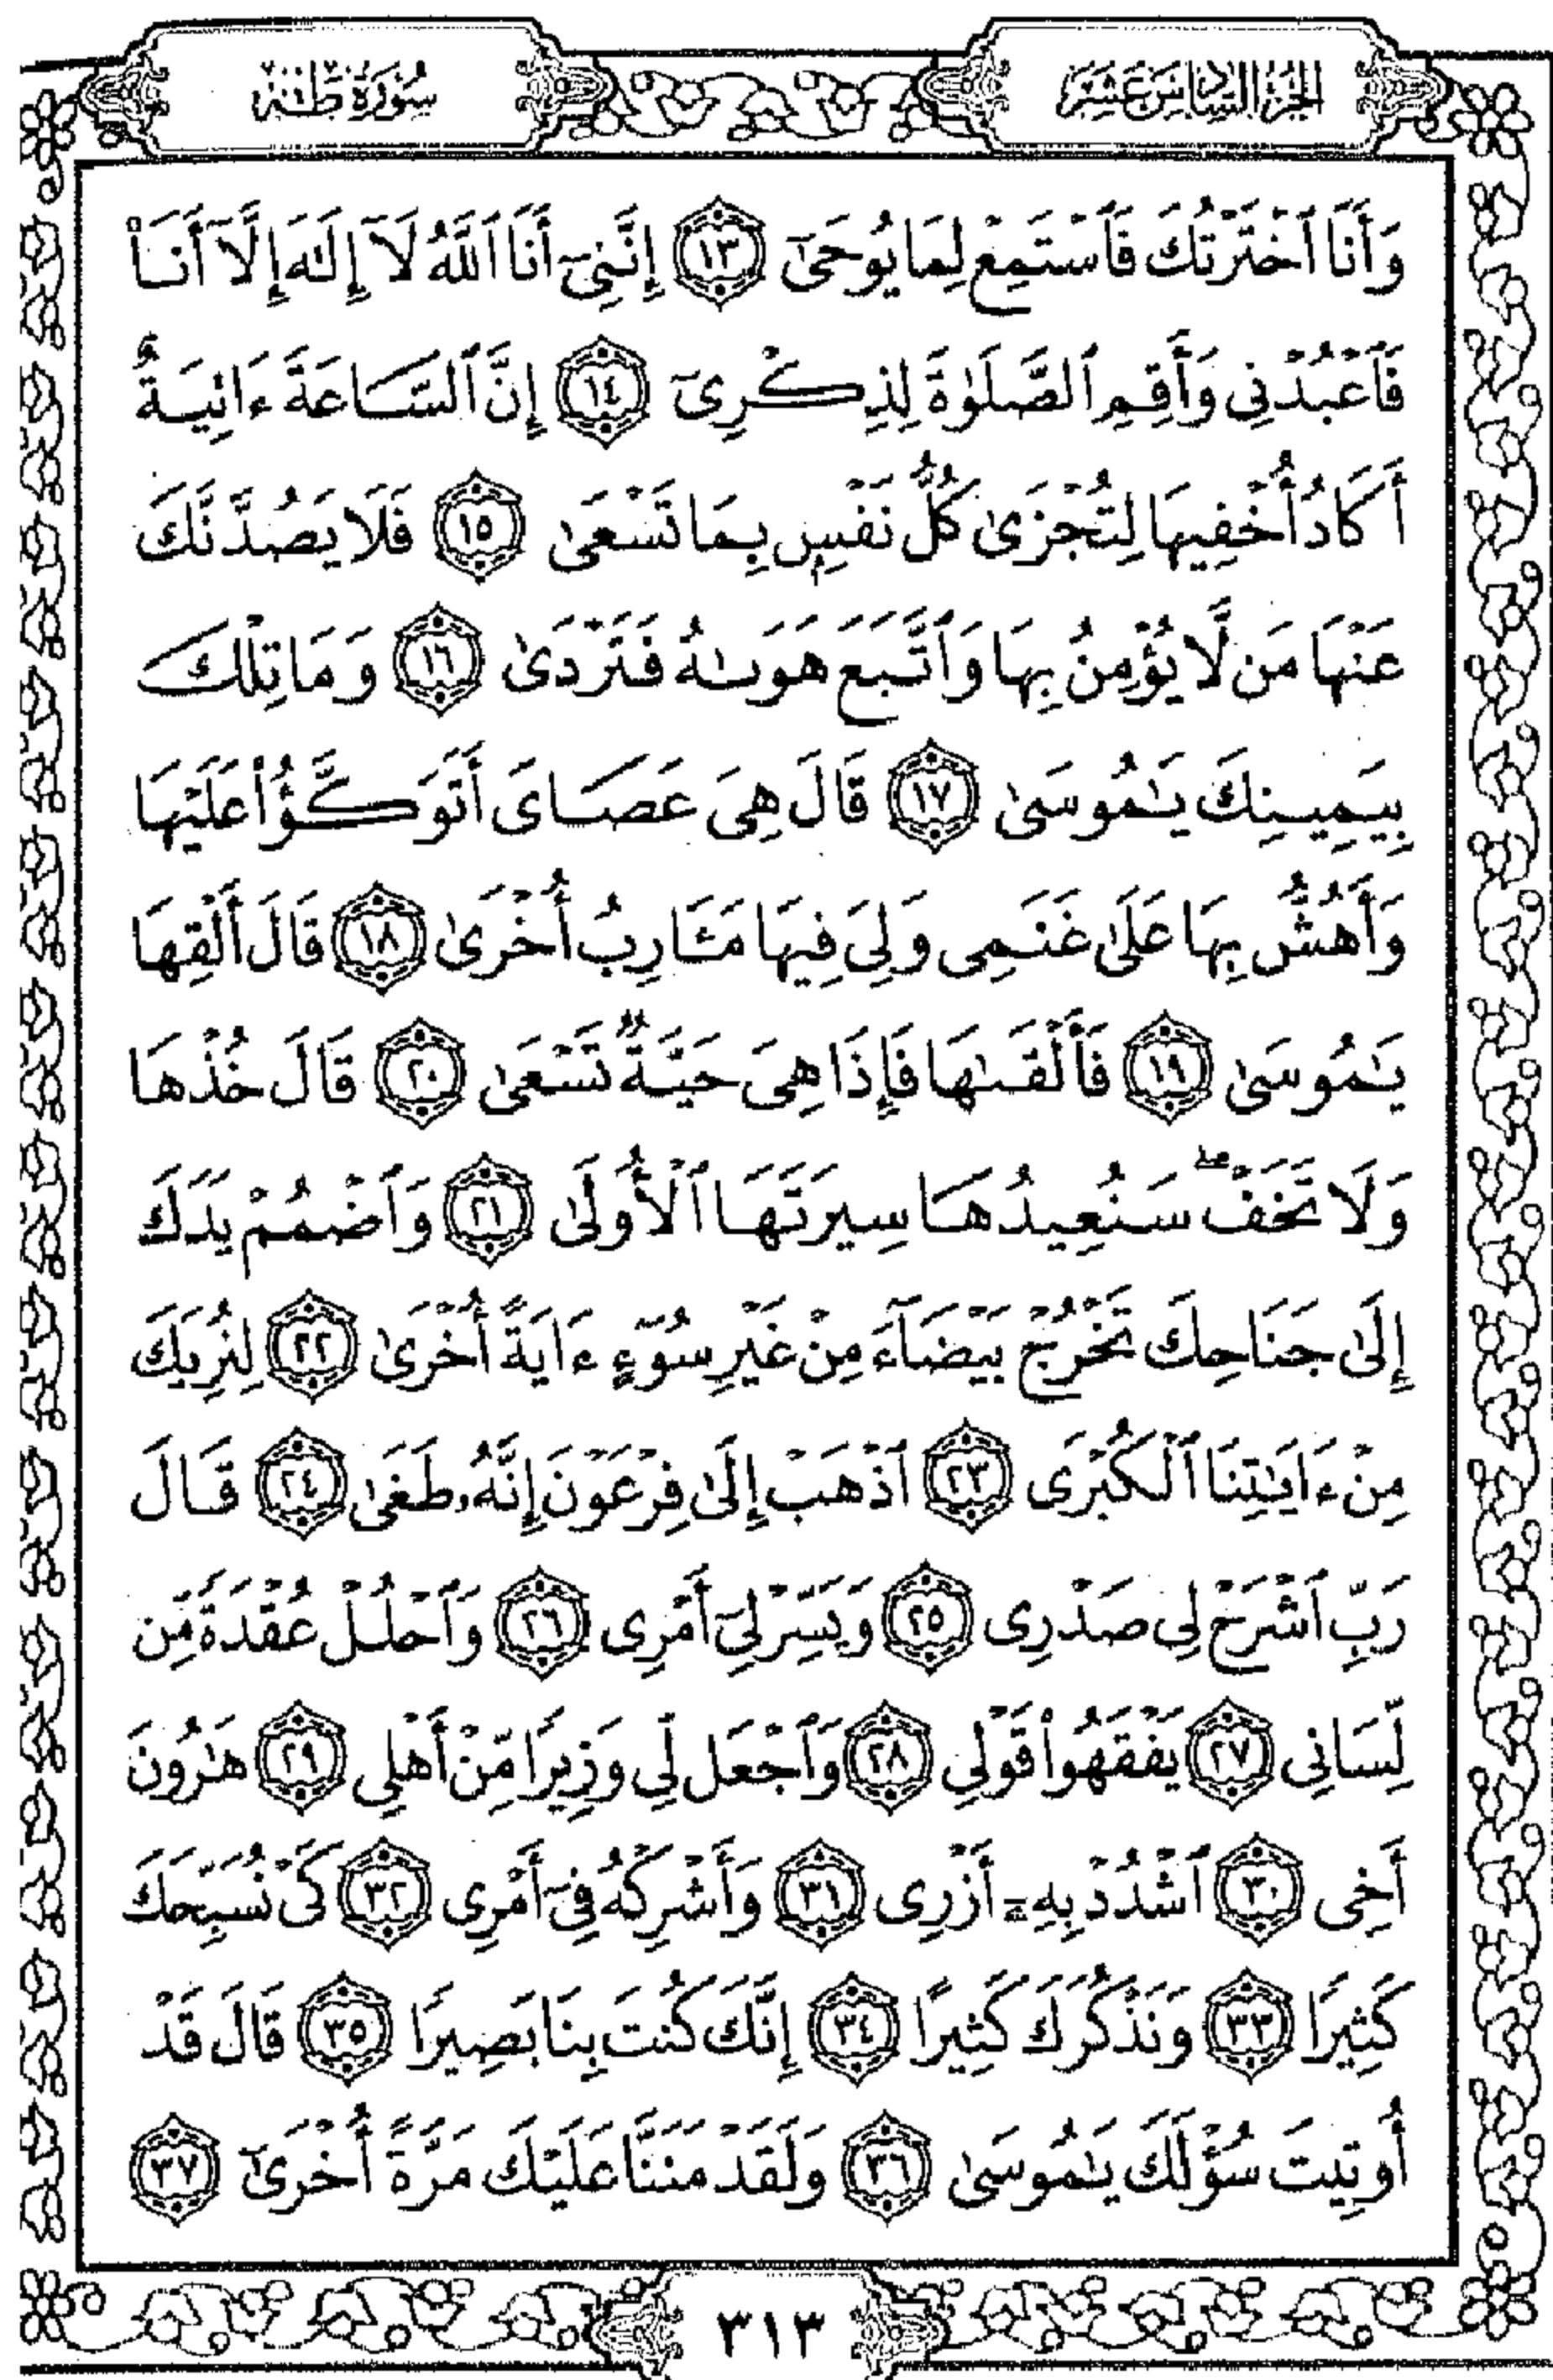 الجزء السادس عشر
سورة طه
وَأَنَا ٱخْتَرْتُكَ فَٱسْتَمِعْ لِمَا يُوحَىٰٓ ١٣ إِنَّنِىٓ أَنَا ٱللَّهُ لَآ إِلَٰهَ إِلَّآ أَنَا۠
فَٱعْبُدْنِى وَأَقِمِ ٱلصَّلَوٰةَ لِذِكْرِىٓ ١٤ إِنَّ ٱلسَّاعَةَ ءَاتِيَةٌ
أَكَادُ أُخْفِيهَا لِتُجْزَىٰ كُلُّ نَفْسٍۭ بِمَا تَسْعَىٰ ١٥ فَلَا يَصُدَّنَّكَ
عَنْهَا مَن لَّا يُؤْمِنُ بِهَا وَٱتَّبَعَ هَوَىٰهُ فَتَرْدَىٰ ١٦ وَمَا تِلْكَ
بِيَمِينِكَ يَٰمُوسَىٰ ١٧ قَالَ هِىَ عَصَاىَ أَتَوَكَّؤُا۟ عَلَيْهَا
وَأَهُشُّ بِهَا عَلَىٰ غَنَمِى وَلِىَ فِيهَا مَـَٔارِبُ أُخْرَىٰ ١٨ قَالَ أَلْقِهَا
يَٰمُوسَىٰ ١٩ فَأَلْقَىٰهَا فَإِذَا هِىَ حَيَّةٌ تَسْعَىٰ ٢٠ قَالَ خُذْهَا
وَلَا تَخَفْ ۖ سَنُعِيدُهَا سِيرَتَهَا ٱلْأُولَىٰ ٢١ وَٱضْمُمْ يَدَكَ
إِلَىٰ جَنَاحِكَ تَخْرُجْ بَيْضَآءَ مِنْ غَيْرِ سُوٓءٍ ءَايَةً أُخْرَىٰ ٢٢ لِنُرِيَكَ
مِنْ ءَايَٰتِنَا ٱلْكُبْرَى ٢٣ ٱذْهَبْ إِلَىٰ فِرْعَوْنَ إِنَّهُۥ طَغَىٰ ٢٤ قَالَ
رَبِّ ٱشْرَحْ لِى صَدْرِى ٢٥ وَيَسِّرْ لِىٓ أَمْرِى ٢٦ وَٱحْلُلْ عُقْدَةً مِّن
لِّسَانِى ٢٧ يَفْقَهُوا۟ قَوْلِى ٢٨ وَٱجْعَل لِّى وَزِيرًا مِّنْ أَهْلِى ٢٩ هَٰرُونَ
أَخِى ٣٠ ٱشْدُدْ بِهِۦٓ أَزْرِى ٣١ وَأَشْرِكْهُ فِىٓ أَمْرِى ٣٢ كَىْ نُسَبِّحَكَ
كَثِيرًا ٣٣ وَنَذْكُرَكَ كَثِيرًا ٣٤ إِنَّكَ كُنتَ بِنَا بَصِيرًا ٣٥ قَالَ قَدْ
أُوتِيتَ سُؤْلَكَ يَٰمُوسَىٰ ٣٦ وَلَقَدْ مَنَنَّا عَلَيْكَ مَرَّةً أُخْرَىٰٓ ٣٧
٣١٣